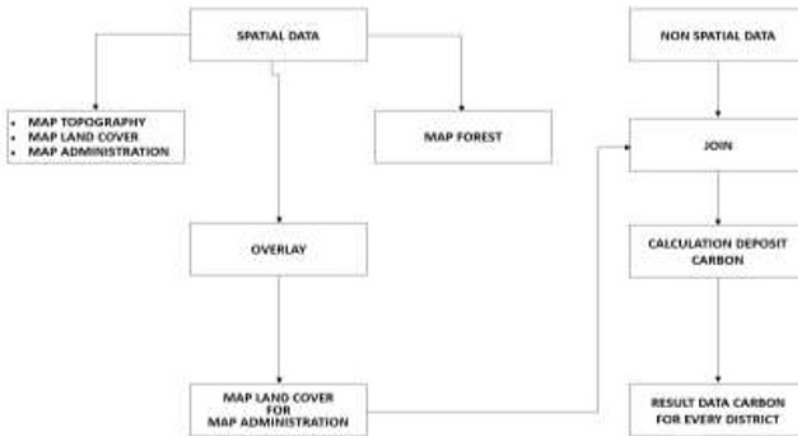 SPATIAL DATA
NON SPATIAL DATA
• MAP TOPOGRAPHY
• MAP LAND COVER
• MAP ADMINISTRATION
MAP FOREST
JOIN
OVERLAY
CALCULATION DEPOSIT
CARBON
MAP LAND COVER
FOR
MAP ADMINISTRATION
RESULT DATA CARBON
FOR EVERY DISTRICT